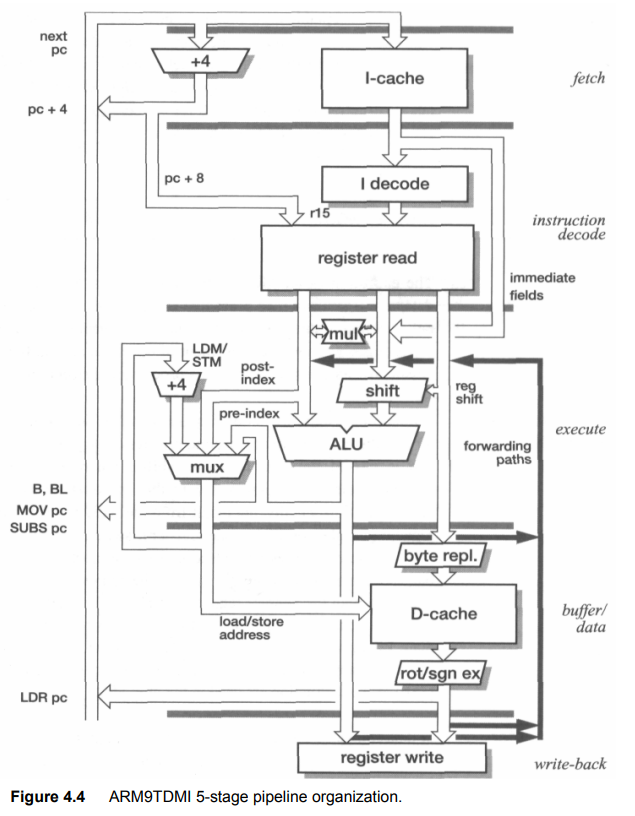 next
pc
+4
I-cache
fetch
pc + 4
pc + 8
I decode
r15
instruction
decode
register read
immediate
fields
mul
LDM/
STM
post-
index
+4
shift
reg
shift
pre-index
ALU
execute
forwarding
paths
mux
B, BL
MOV pc
SUBS pc
byte repl.
D-cache
buffer/
data
load/store
address
rot/sgn ex
LDR pc
register write
write-back
Figure 4.4 ARM9TDMI 5-stage pipeline organization.